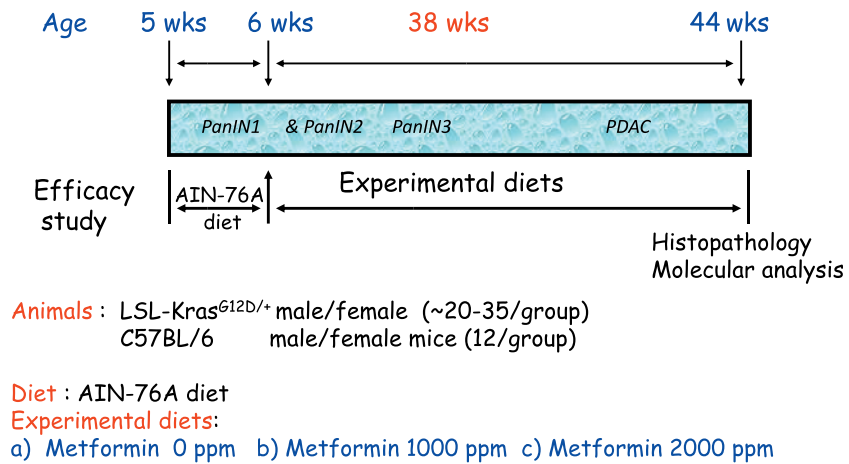 Age 5 wks 6 wks 38 wks 44 wks
PanIN1 & PanIN2 PanIN3 PDAC
Efficacy study
AIN-76A diet
Experimental diets
Histopathology
Molecular analysis
Animals : LSL-KrasG12D/+ male/female (~20-35/group)
C57BL/6 male/female mice (12/group)
Diet : AIN-76A diet
Experimental diets:
a) Metformin 0 ppm b) Metformin 1000 ppm c) Metformin 2000 ppm